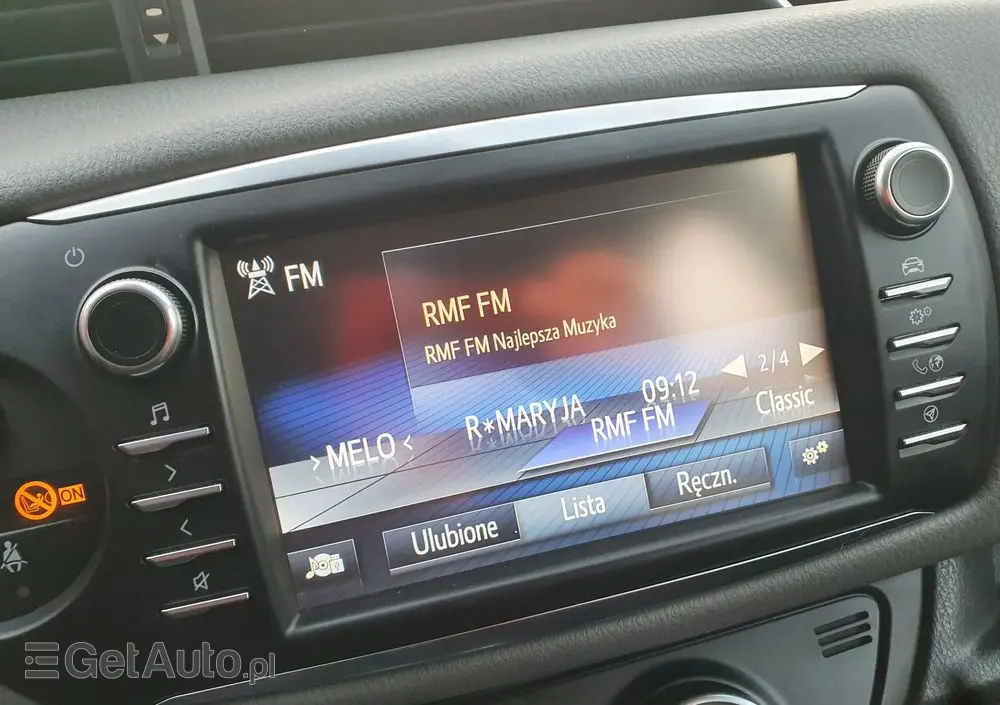 FM
RMF FM
RMF FM Najlepsza Muzyka
2/4
09:12
> MELO <
R*MARYJA
RMF FM
Classic
Ulubione
Lista
Ręczn.
ON
GetAuto.pl